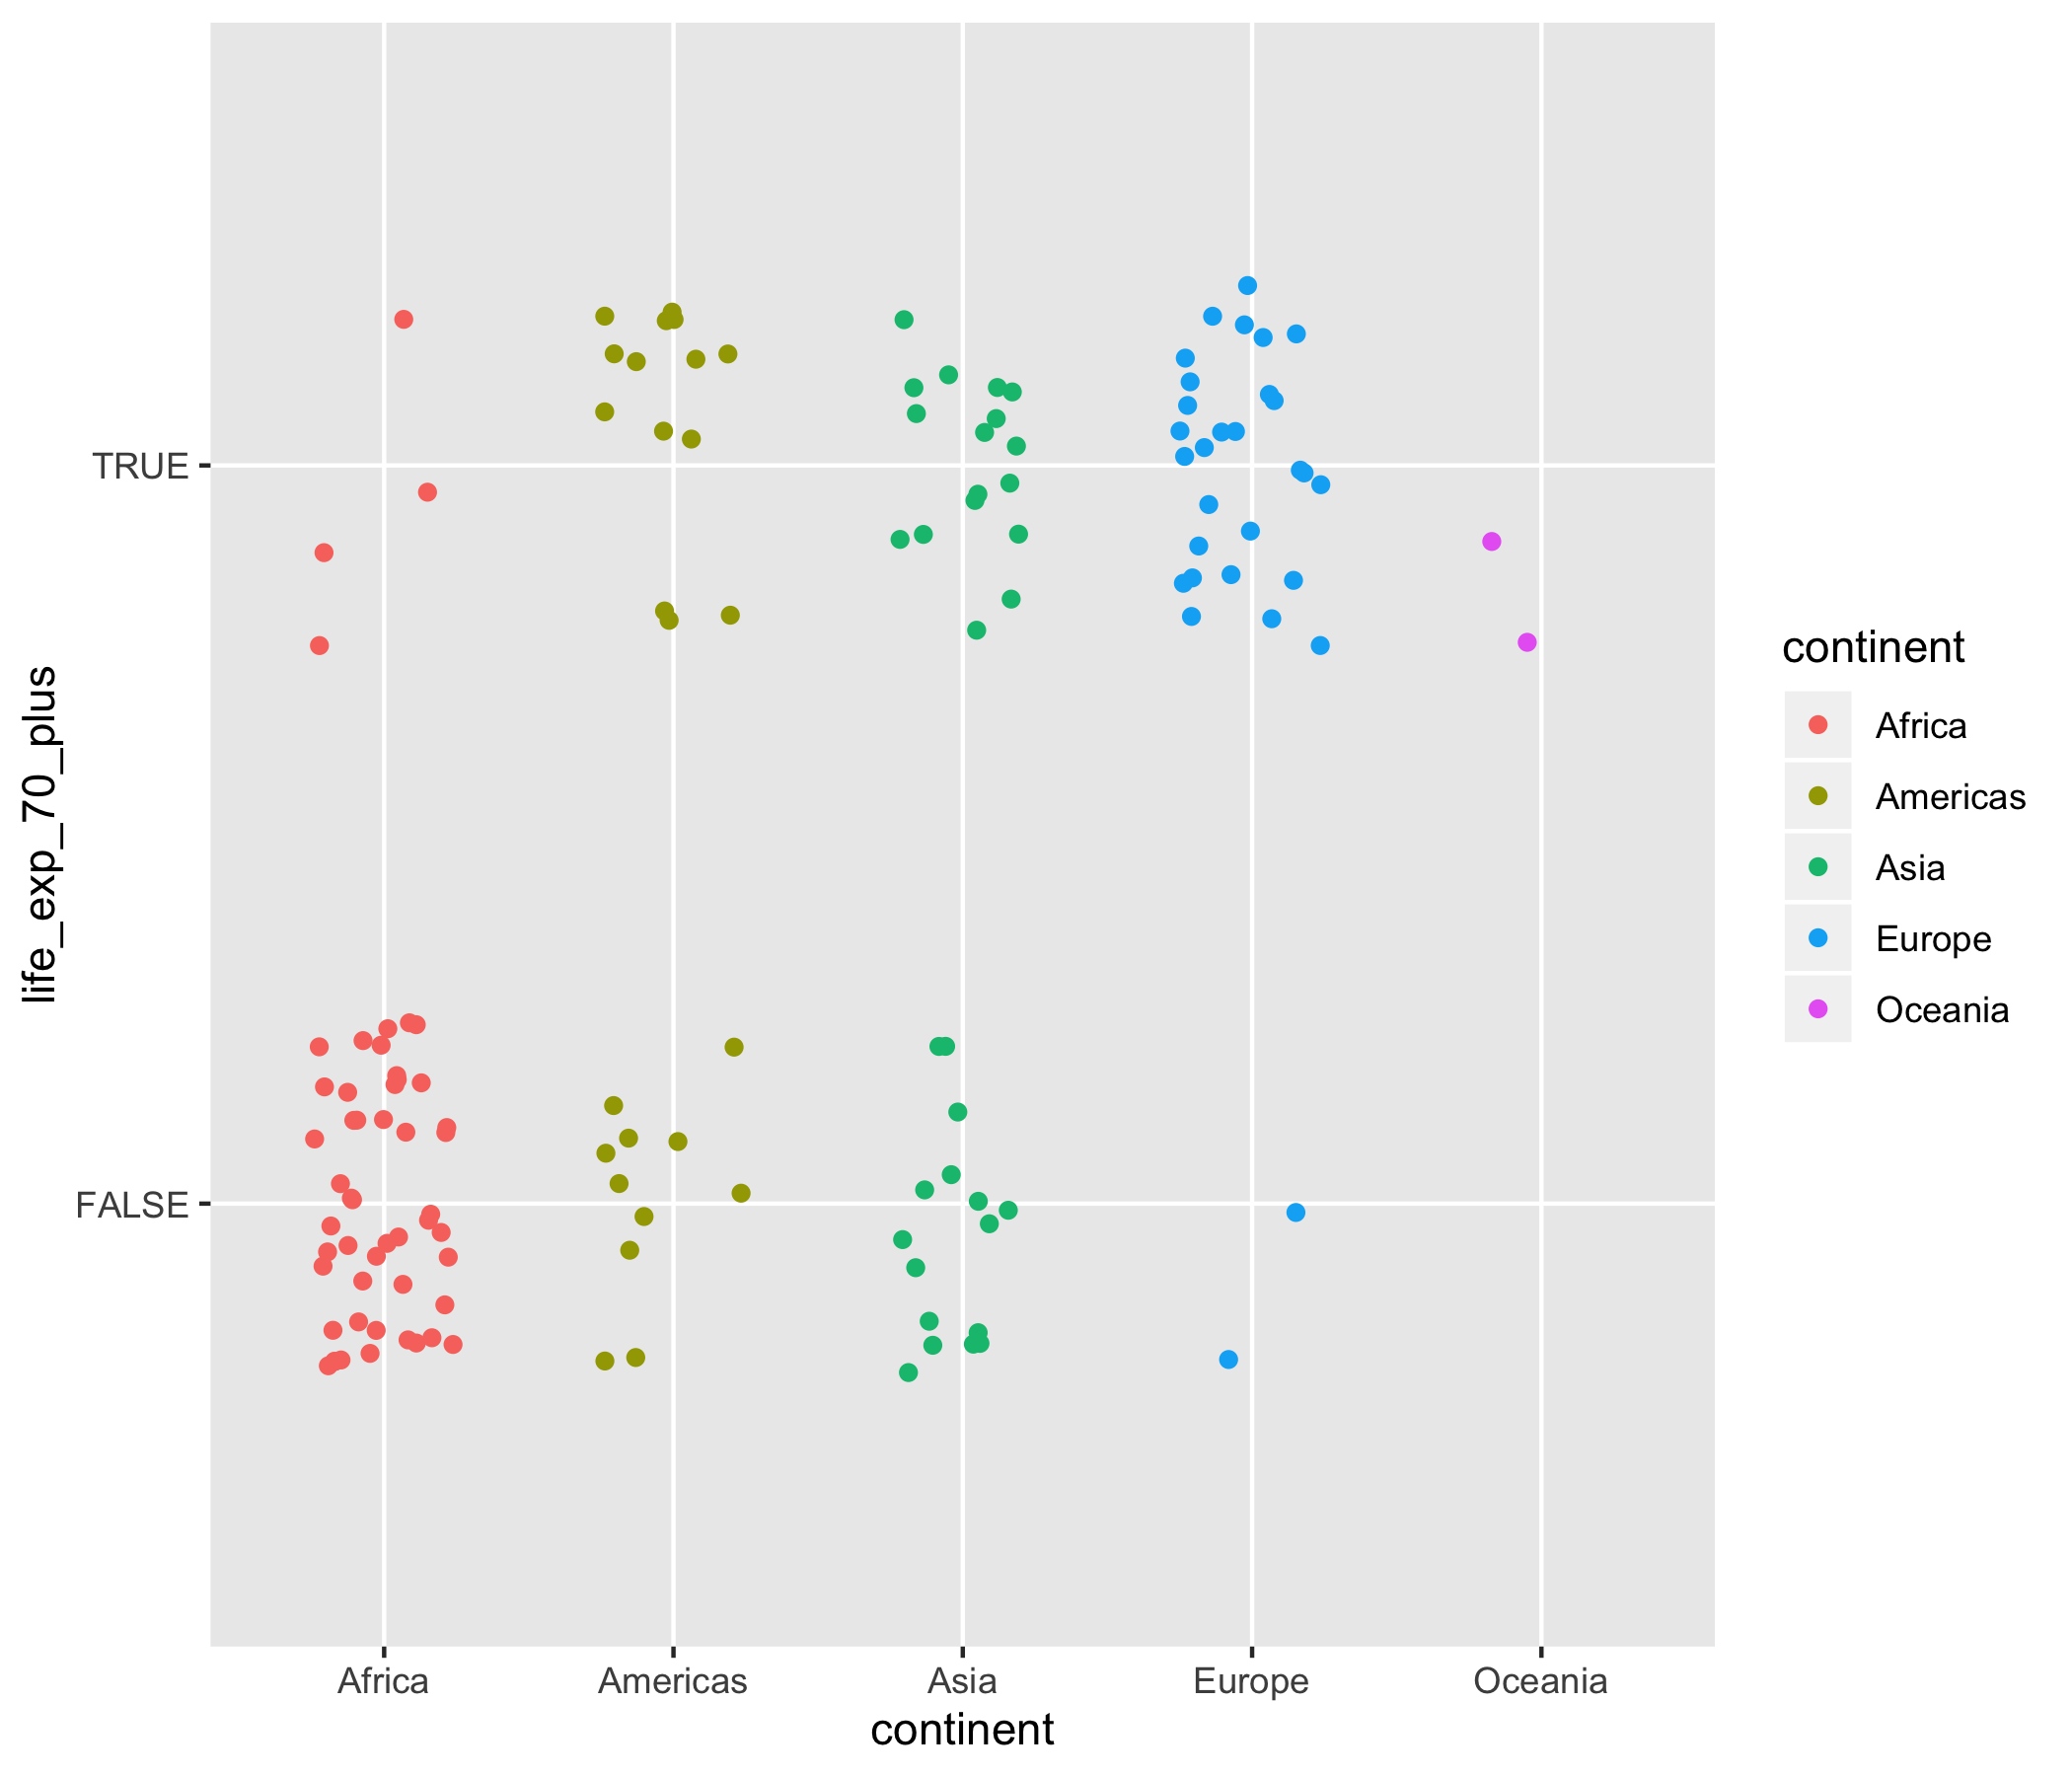 life_exp_70_plus
TRUE
FALSE
Africa
Americas
Asia
Europe
Oceania
continent
continent
Africa
Americas
Asia
Europe
Oceania